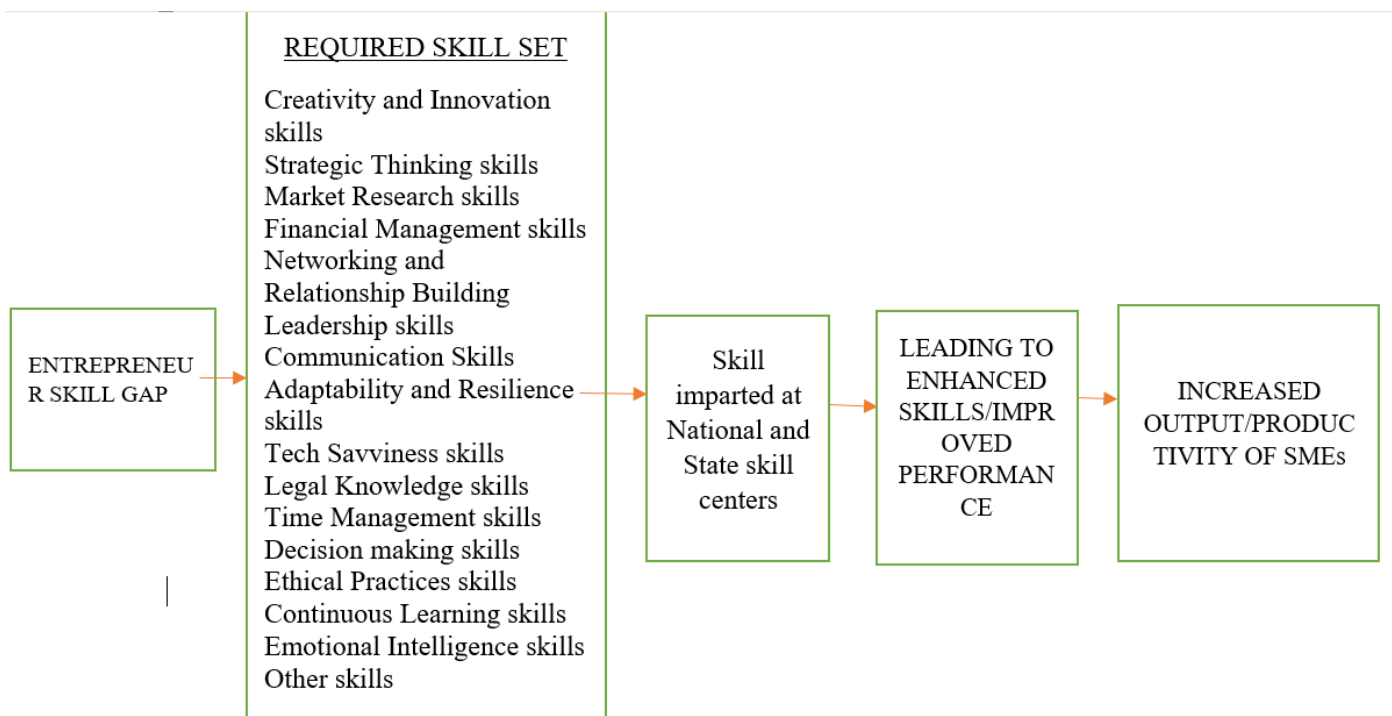 ENTREPRENEU
R SKILL GAP
REQUIRED SKILL SET
Creativity and Innovation
skills
Strategic Thinking skills
Market Research skills
Financial Management skills
Networking and
Relationship Building
Leadership skills
Communication Skills
Adaptability and Resilience
skills
Tech Savviness skills
Legal Knowledge skills
Time Management skills
Decision making skills
Ethical Practices skills
Continuous Learning skills
Emotional Intelligence skills
Other skills
Skill
imparted at
National and
State skill
centers
LEADING TO
ENHANCED
SKILLS/IMPR
OVED
PERFORMAN
CE
INCREASED
OUTPUT/PRODUC
TIVITY OF SMEs